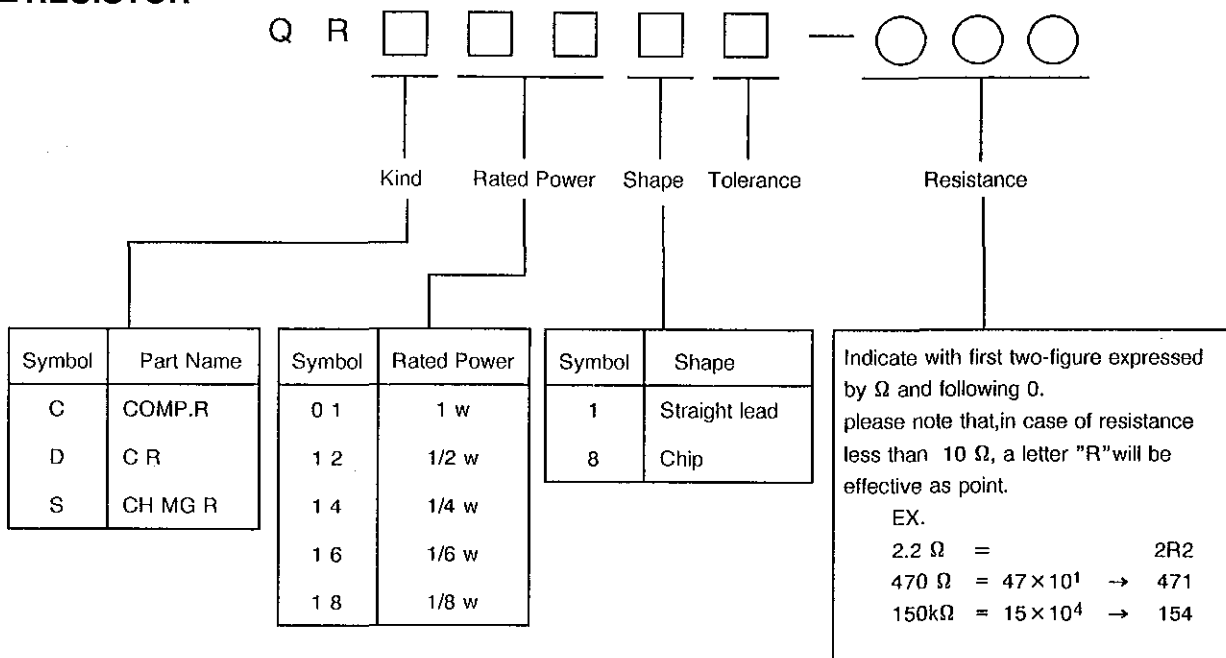 RESISTOR
Q R □ □ □ □ □ — ○ ○ ○
Kind Rated Power Shape Tolerance Resistance
Symbol Part Name
C COMP.R
D C R
S CH MG R
Symbol Rated Power
0 1 1 w
1 2 1/2 w
1 4 1/4 w
1 6 1/6 w
1 8 1/8 w
Symbol Shape
1 Straight lead
8 Chip
Indicate with first two-figure expressed
by Ω and following 0.
please note that,in case of resistance
less than 10 Ω, a letter "R"will be
effective as point.
EX.
2.2 Ω = 2R2
470 Ω = 47×10¹ → 471
150kΩ = 15×10⁴ → 154